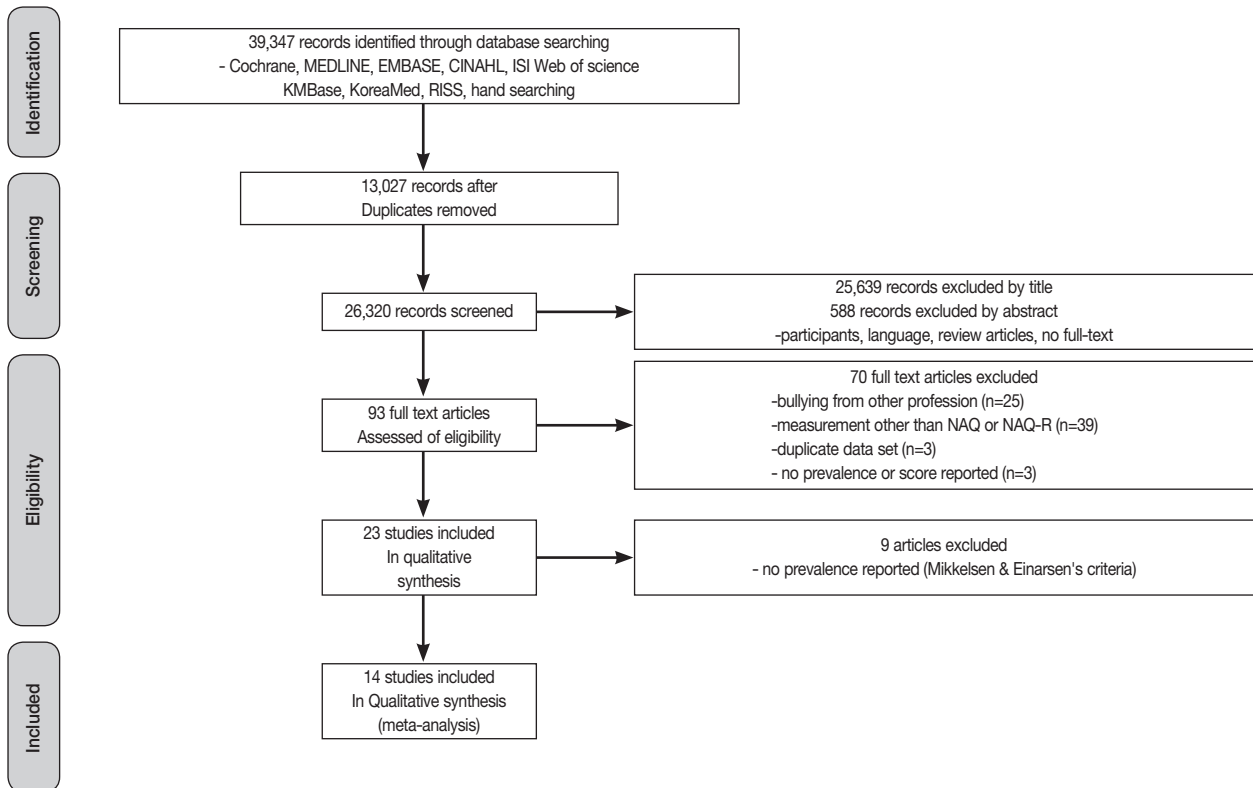 Identification
39,347 records identified through database searching
- Cochrane, MEDLINE, EMBASE, CINAHL, ISI Web of science
KMBase, KoreaMed, RISS, hand searching
Screening
13,027 records after
Duplicates removed
26,320 records screened
25,639 records excluded by title
588 records excluded by abstract
-participants, language, review articles, no full-text
Eligibility
93 full text articles
Assessed of eligibility
70 full text articles excluded
-bullying from other profession (n=25)
-measurement other than NAQ or NAQ-R (n=39)
-duplicate data set (n=3)
- no prevalence or score reported (n=3)
23 studies included
In qualitative
synthesis
9 articles excluded
- no prevalence reported (Mikkelsen & Einarsen's criteria)
Included
14 studies included
In Qualitative synthesis
(meta-analysis)